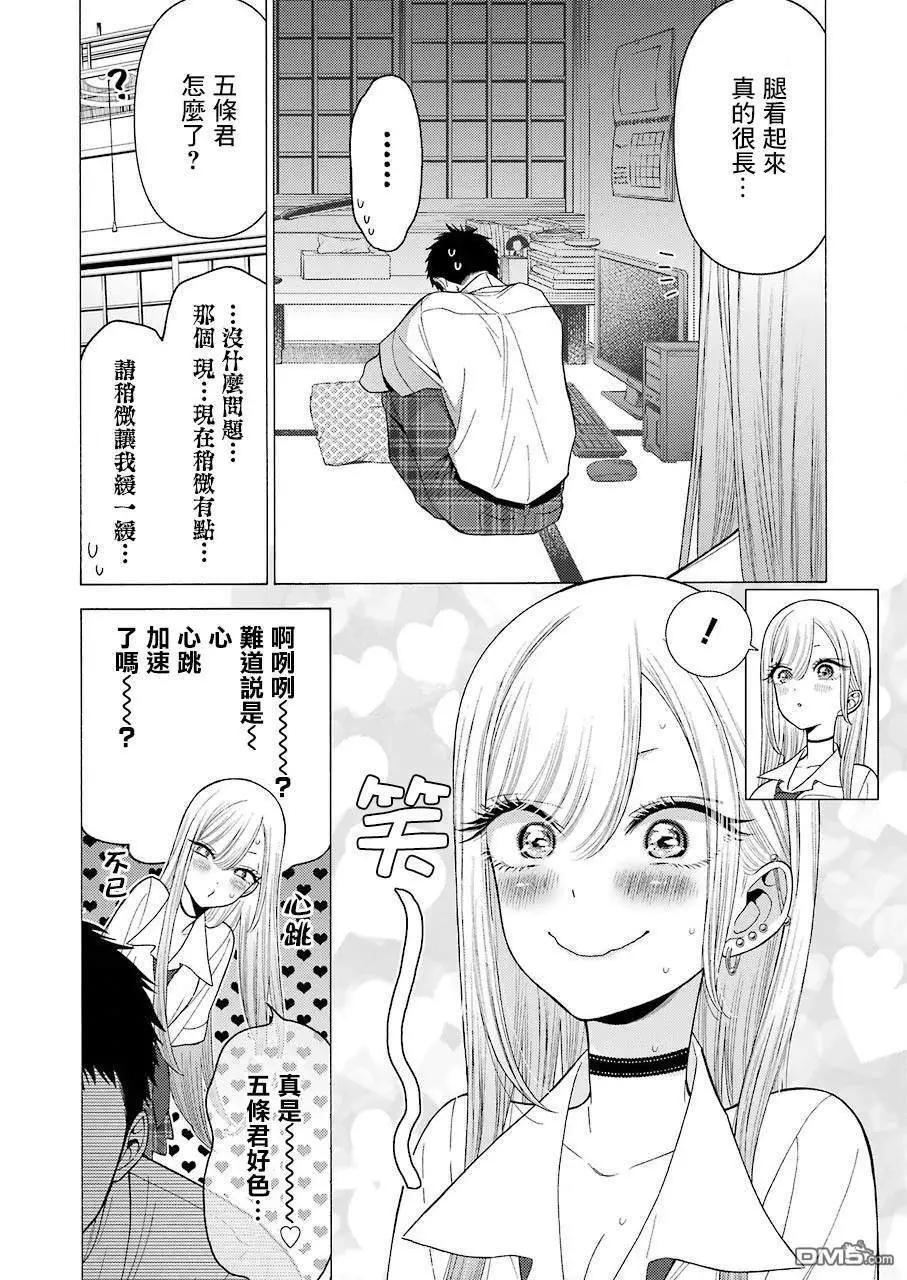 腿看起來
真的很長…
……
五條君
怎麼了？
？
…沒什麼問題…
那個 現…現在稍微有點…
請稍微讓我緩一緩…
！
笑
啊咧咧～～～？
難道説是～
心
心跳
加速
了嗎～～～？
心跳
不已
真是～～～～♡
五條君好色…
DM5.com